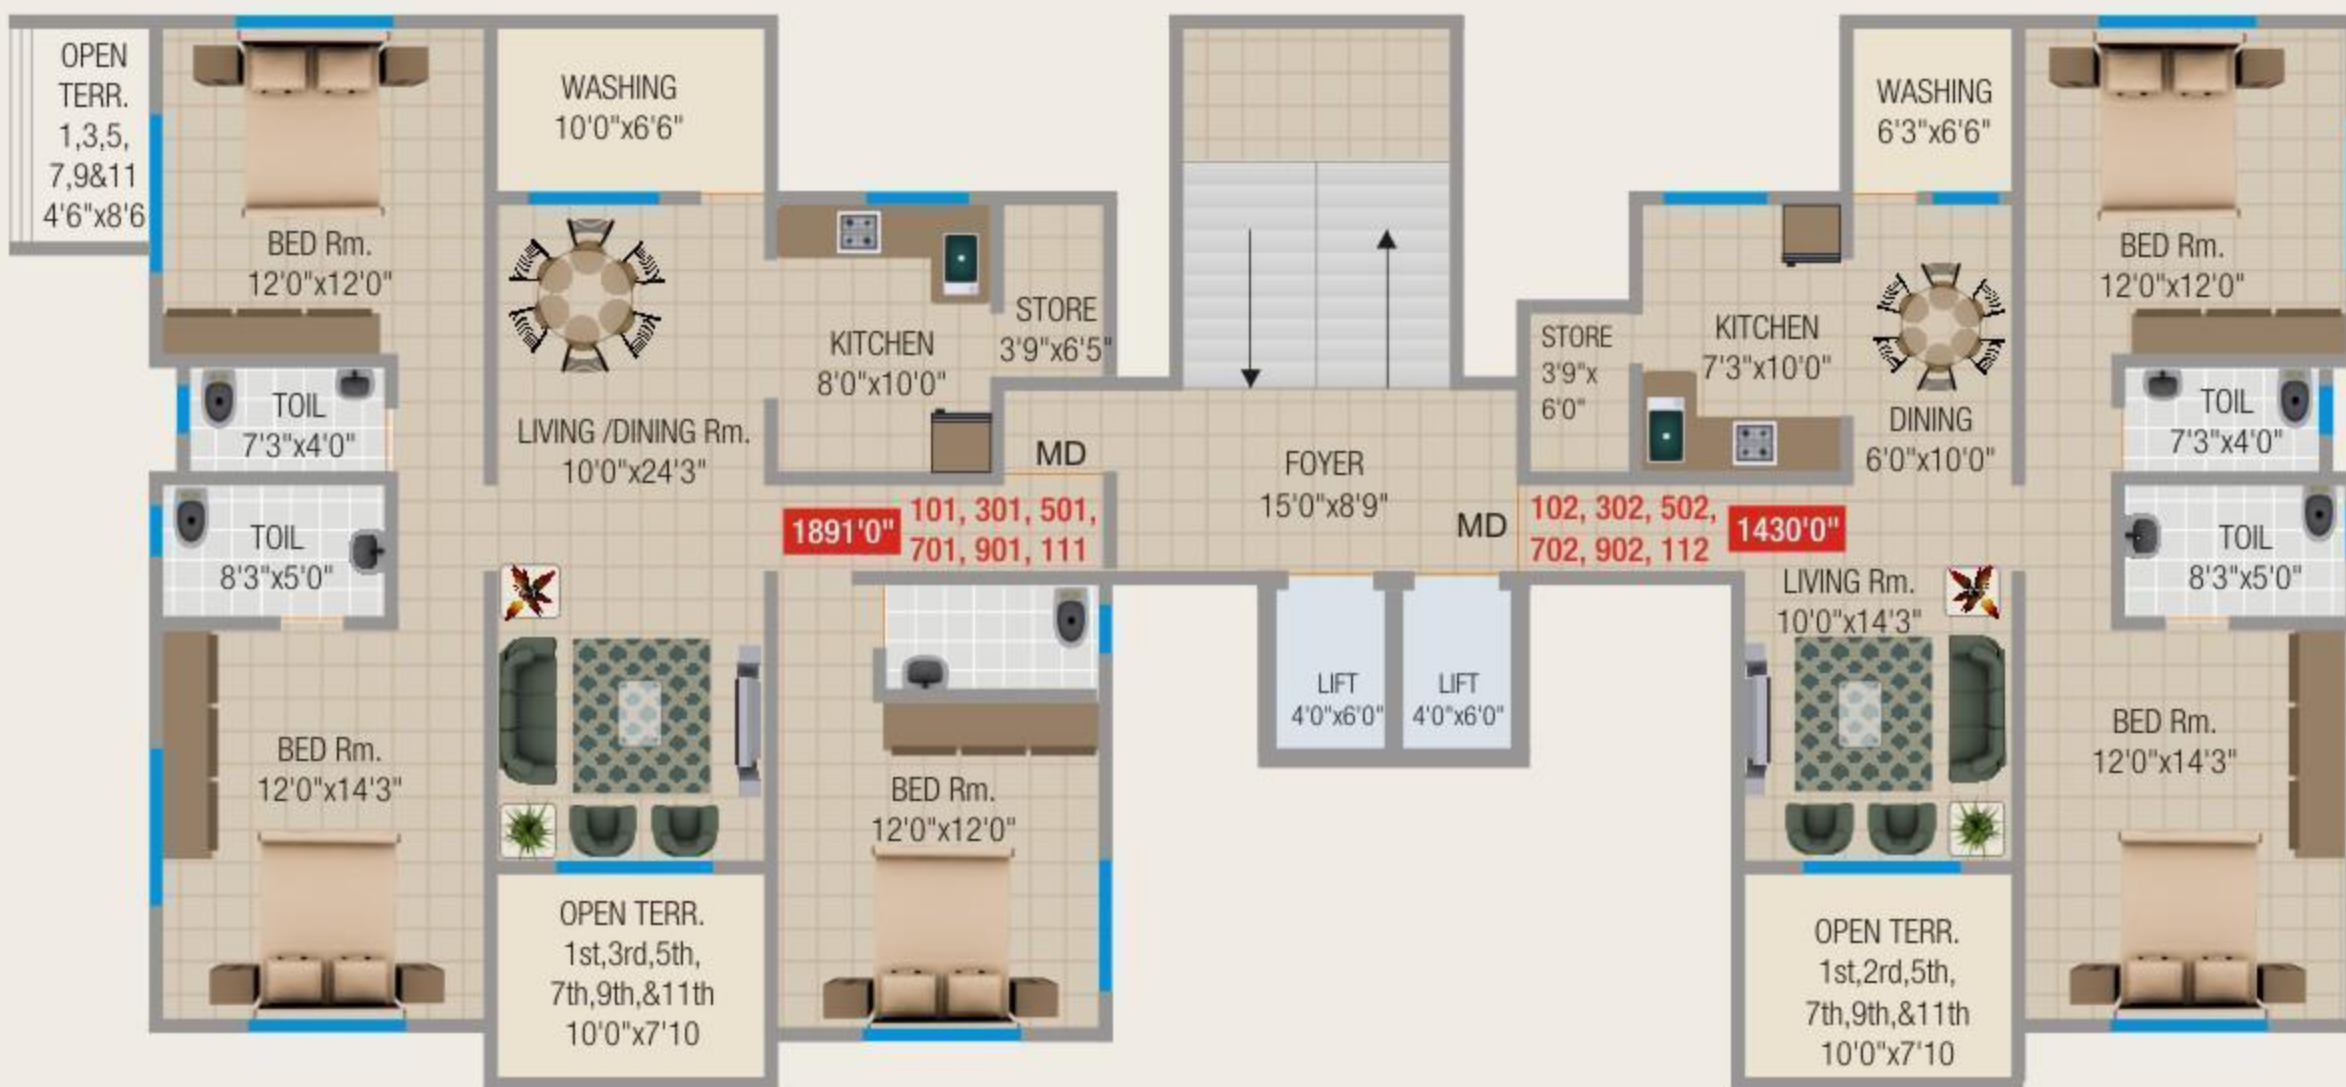 OPEN
TERR.
1,3,5,
7,9&11
4'6"x8'6
BED Rm.
12'0"x12'0"
WASHING
10'0"x6'6"
KITCHEN
8'0"x10'0"
STORE
3'9"x6'5"
TOIL
7'3"x4'0"
LIVING /DINING Rm.
10'0"x24'3"
TOIL
8'3"x5'0"
MD
1891'0"
101, 301, 501,
701, 901, 111
BED Rm.
12'0"x14'3"
BED Rm.
12'0"x12'0"
OPEN TERR.
1st,3rd,5th,
7th,9th,&11th
10'0"x7'10
FOYER
15'0"x8'9"
MD
LIFT
4'0"x6'0"
LIFT
4'0"x6'0"
WASHING
6'3"x6'6"
BED Rm.
12'0"x12'0"
STORE
3'9"x
6'0"
KITCHEN
7'3"x10'0"
DINING
6'0"x10'0"
TOIL
7'3"x4'0"
102, 302, 502,
702, 902, 112
1430'0"
TOIL
8'3"x5'0"
LIVING Rm.
10'0"x14'3"
BED Rm.
12'0"x14'3"
OPEN TERR.
1st,2rd,5th,
7th,9th,&11th
10'0"x7'10